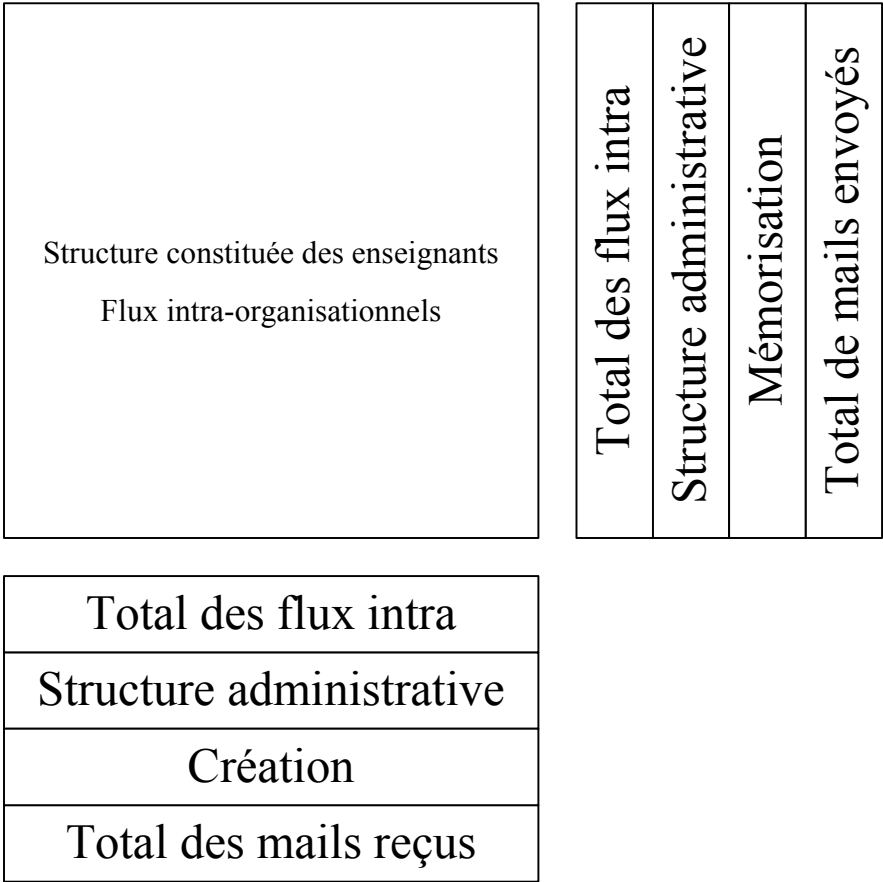 Structure constituée des enseignants
Flux intra-organisationnels
Total des flux intra
Structure administrative
Mémorisation
Total de mails envoyés
Total des flux intra
Structure administrative
Création
Total des mails reçus